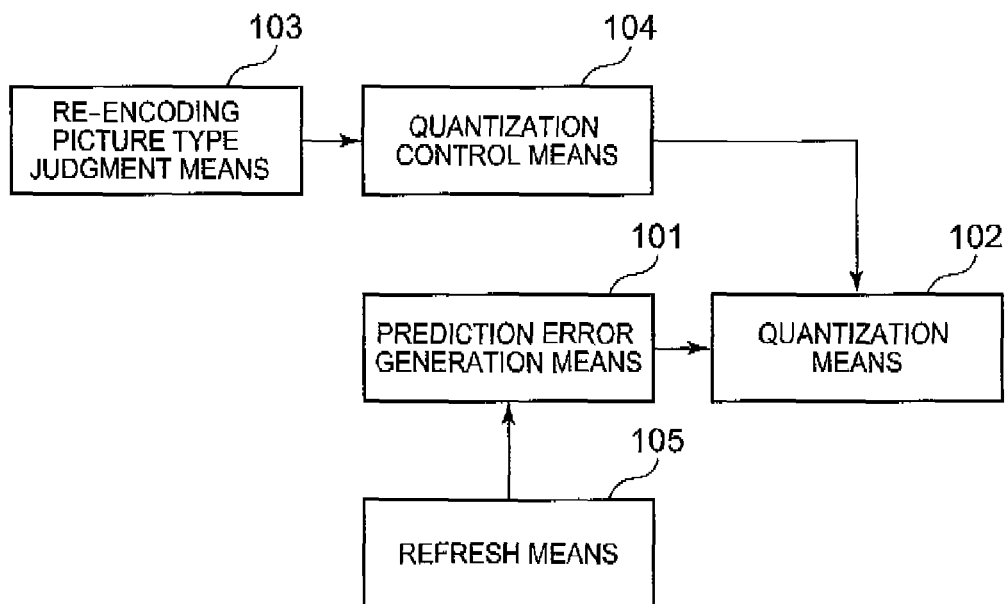 103
RE-ENCODING
PICTURE TYPE
JUDGMENT MEANS
104
QUANTIZATION
CONTROL MEANS
101
PREDICTION ERROR
GENERATION MEANS
102
QUANTIZATION
MEANS
105
REFRESH MEANS